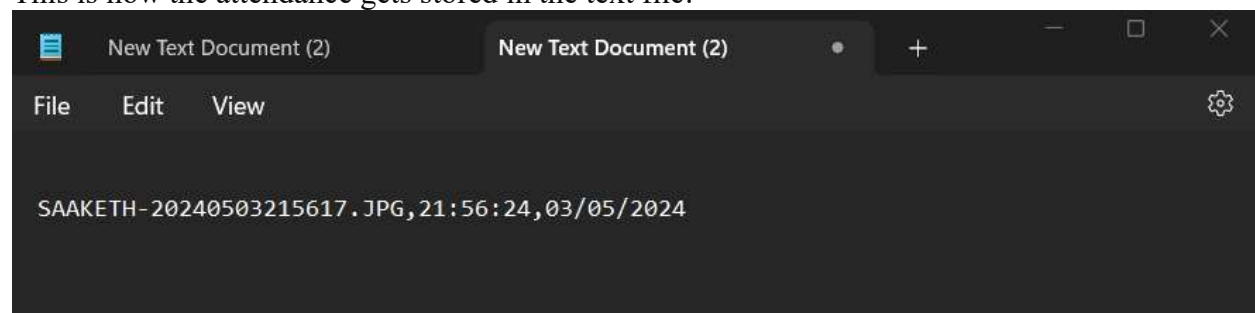 This is how the attendance gets stored in the text file:
New Text Document (2) New Text Document (2)
File Edit View
SAAKETH-20240503215617.JPG,21:56:24,03/05/2024